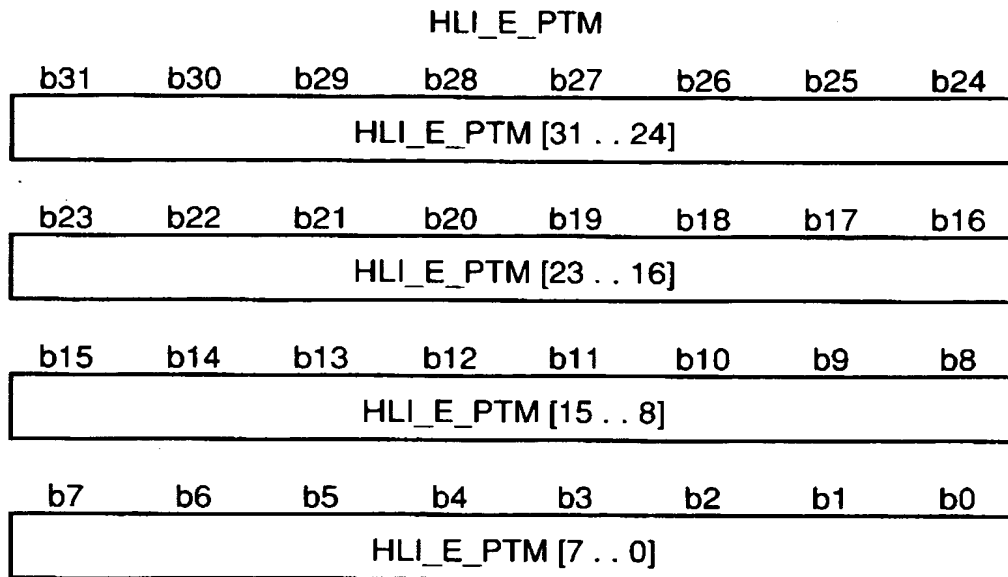 HLI_E_PTM
b31 b30 b29 b28 b27 b26 b25 b24
HLI_E_PTM [31 . . 24]
b23 b22 b21 b20 b19 b18 b17 b16
HLI_E_PTM [23 . . 16]
b15 b14 b13 b12 b11 b10 b9 b8
HLI_E_PTM [15 . . 8]
b7 b6 b5 b4 b3 b2 b1 b0
HLI_E_PTM [7 . . 0]